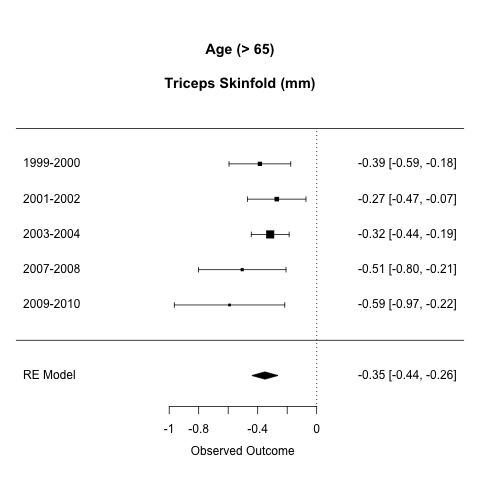 Age (> 65)
Triceps Skinfold (mm)
1999-2000 -0.39 [-0.59, -0.18]
2001-2002 -0.27 [-0.47, -0.07]
2003-2004 -0.32 [-0.44, -0.19]
2007-2008 -0.51 [-0.80, -0.21]
2009-2010 -0.59 [-0.97, -0.22]
RE Model -0.35 [-0.44, -0.26]
-1 -0.8 -0.4 0
Observed Outcome